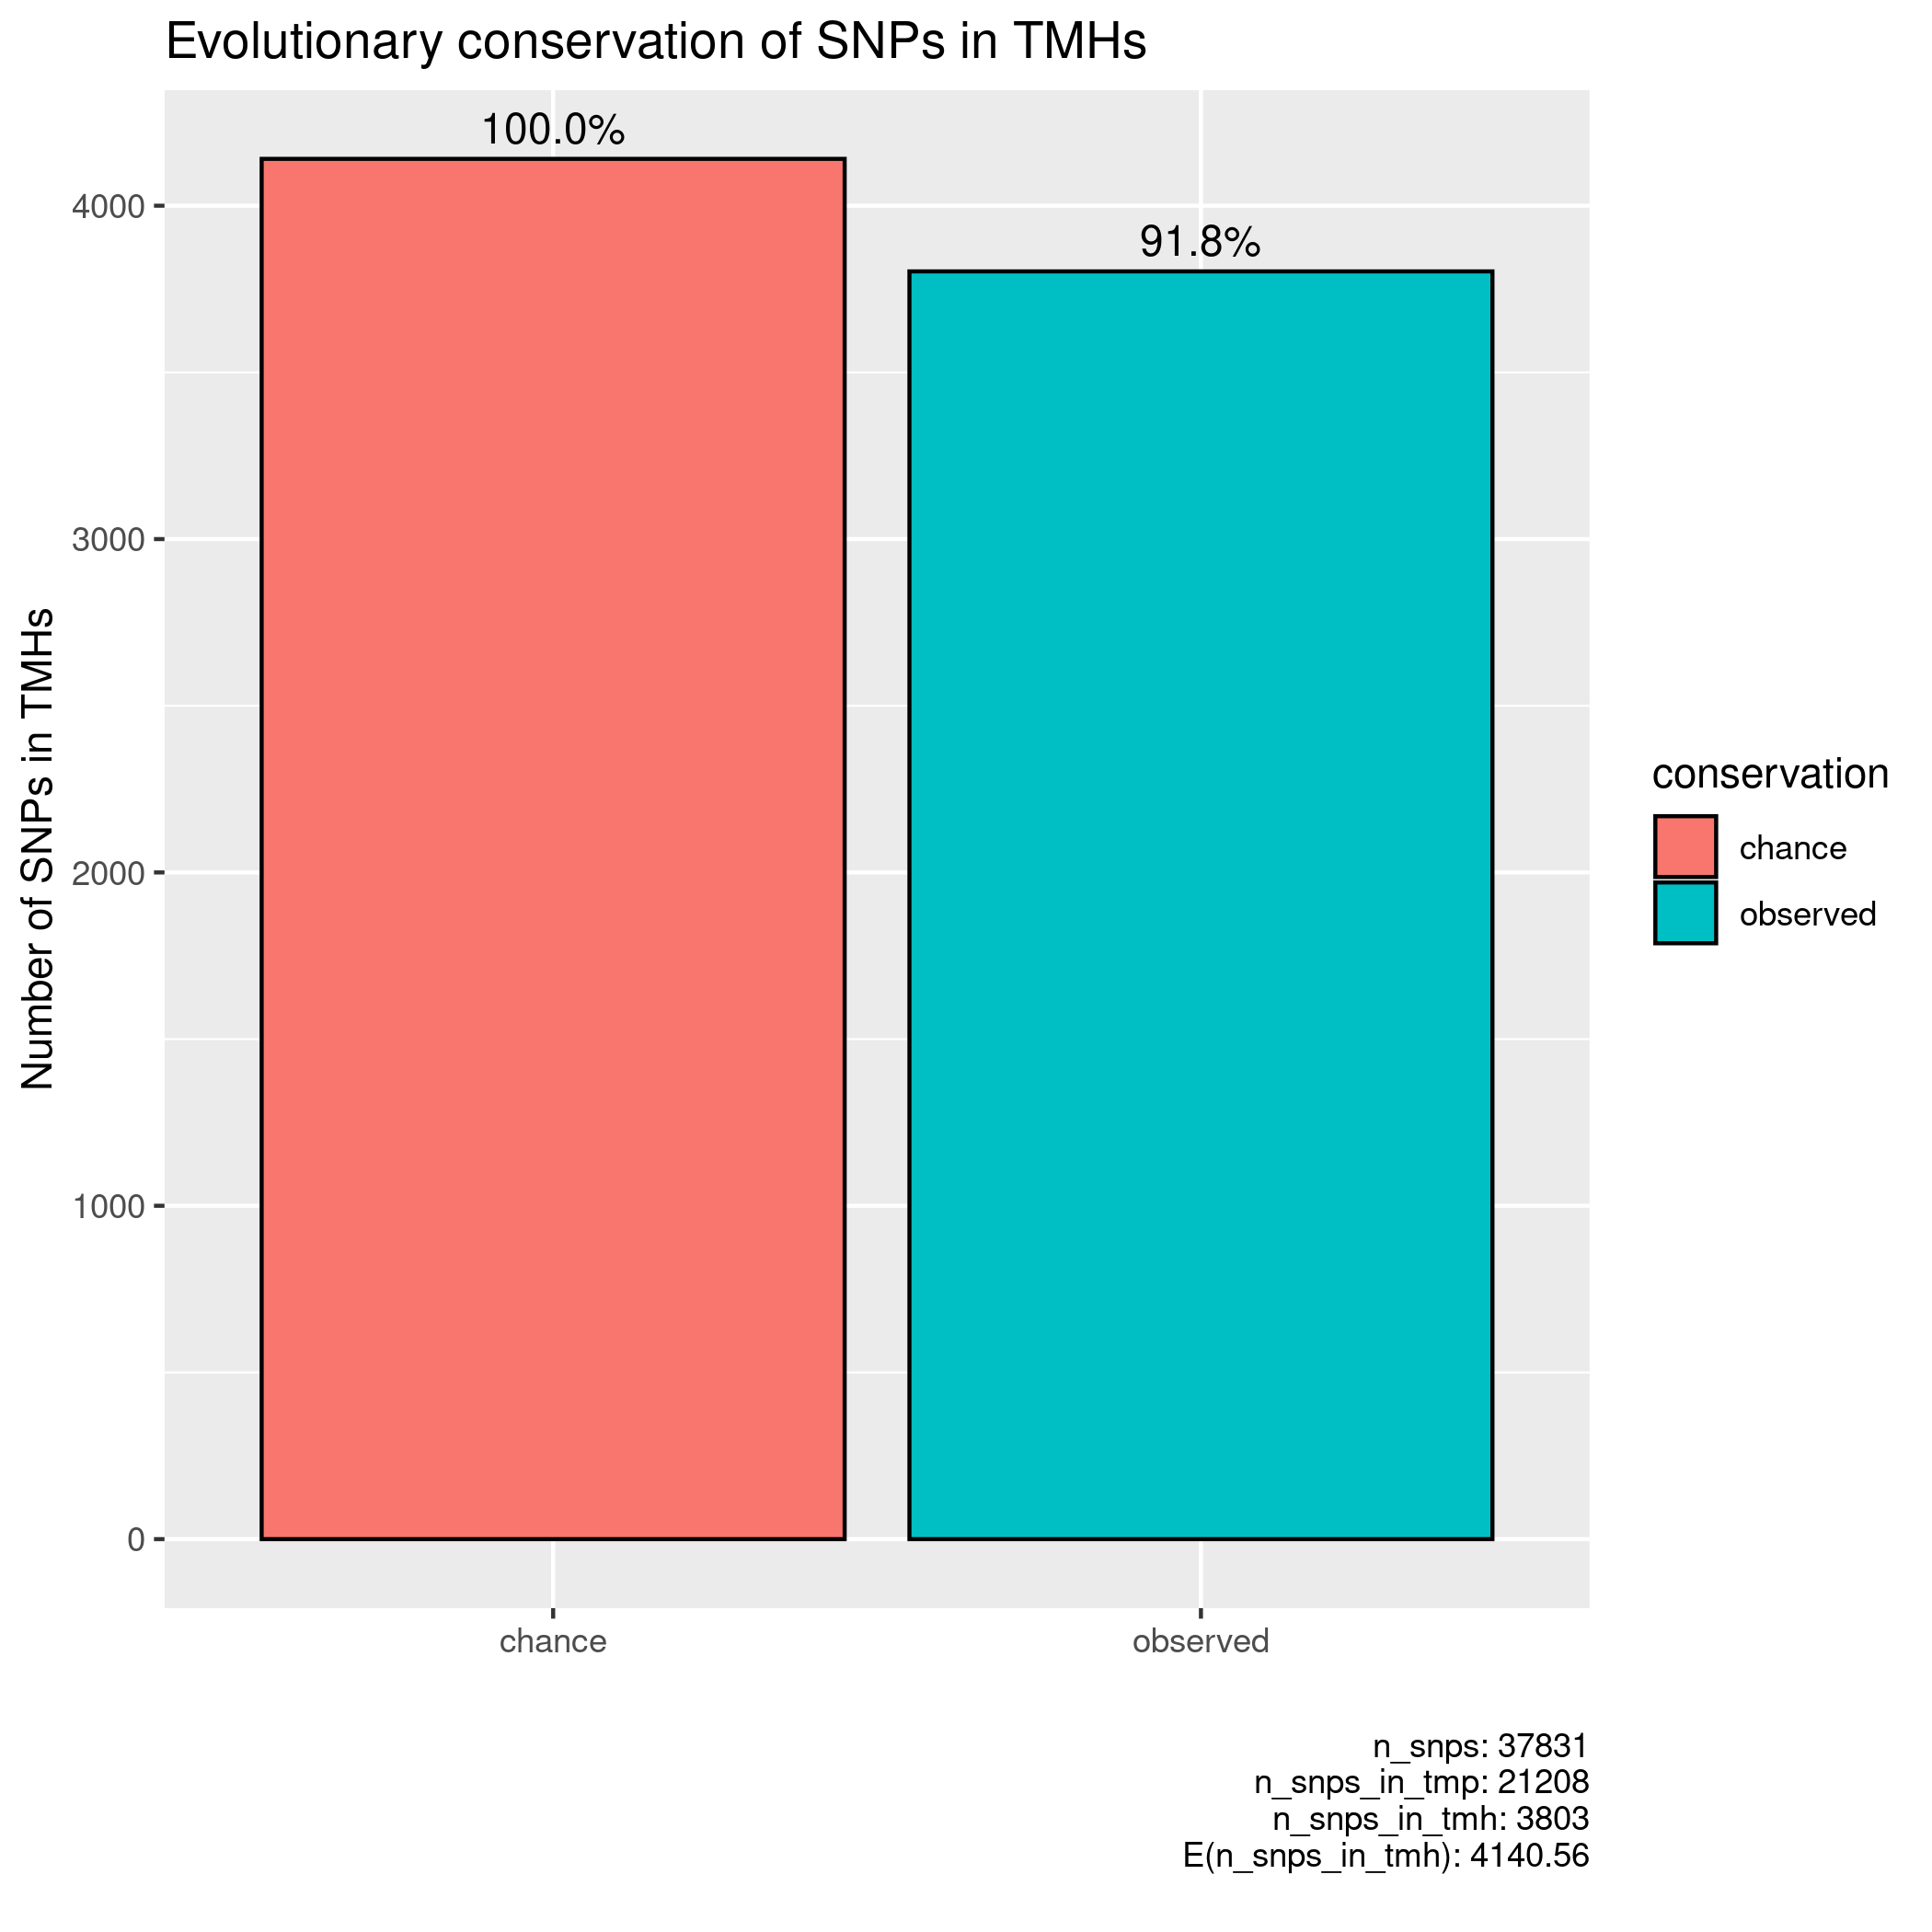 Evolutionary conservation of SNPs in TMHs
Number of SNPs in TMHs
4000
3000
2000
1000
0
100.0%
91.8%
chance
observed
conservation
chance
observed
n_snps: 37831
n_snps_in_tmp: 21208
n_snps_in_tmh: 3803
E(n_snps_in_tmh): 4140.56